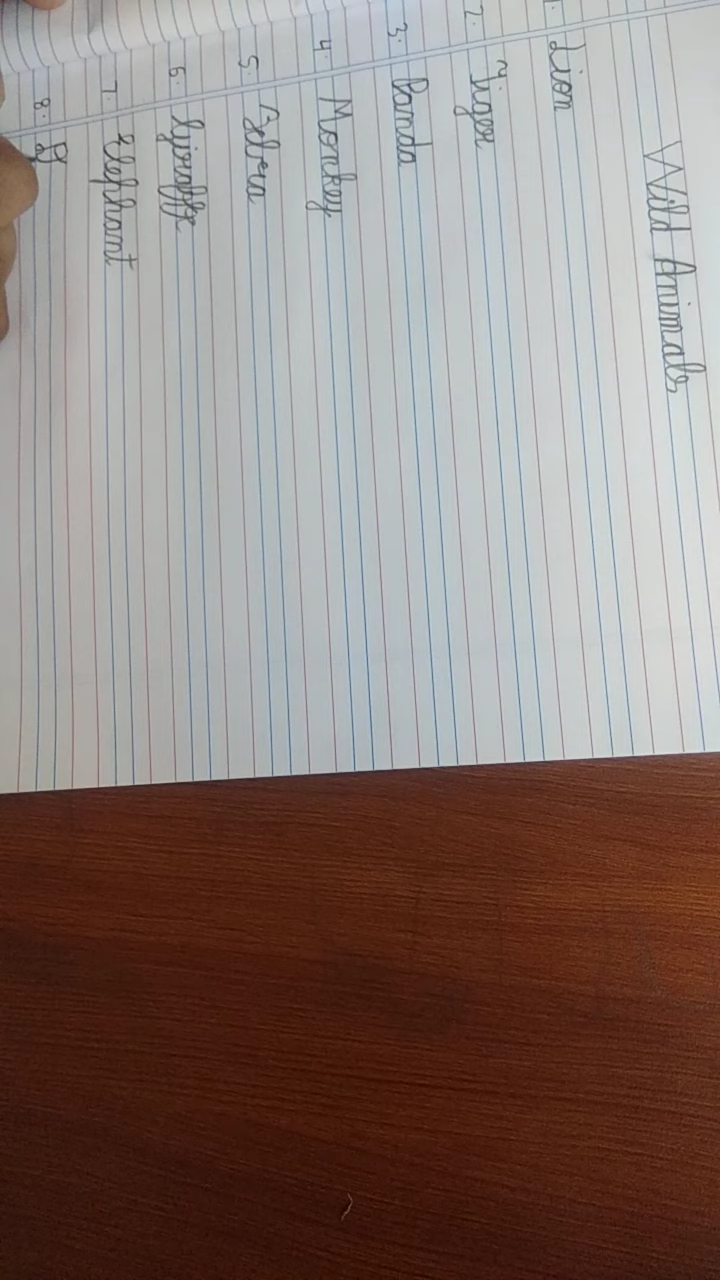 Wild Animals
1. Lion
2. Tiger
3. Panda
4. Monkey
5. Zebra
6. Giraffe
7. Elephant
8.